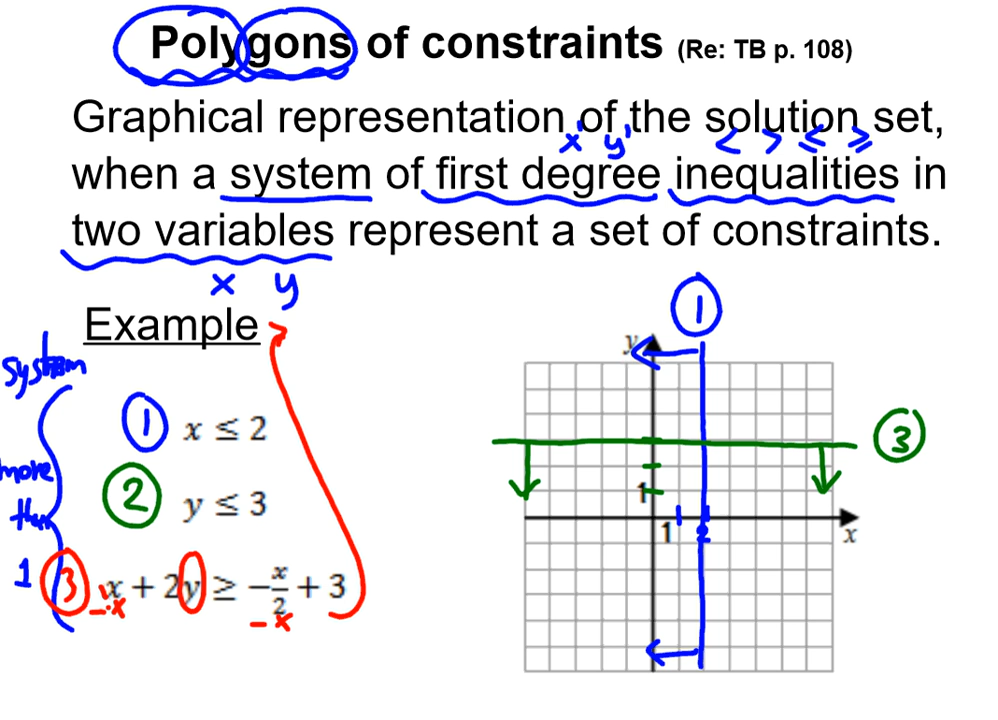 Polygons of constraints (Re: TB p. 108)
Graphical representation of the solution set,
x' y' < > ≤ ≥
when a system of first degree inequalities in
two variables represent a set of constraints.
x y
Example
system
more
than
1
1 x ≤ 2
2 y ≤ 3
3 x + 2y ≥ -x/2 + 3
-x -x
1
y
3
1
1 2
x